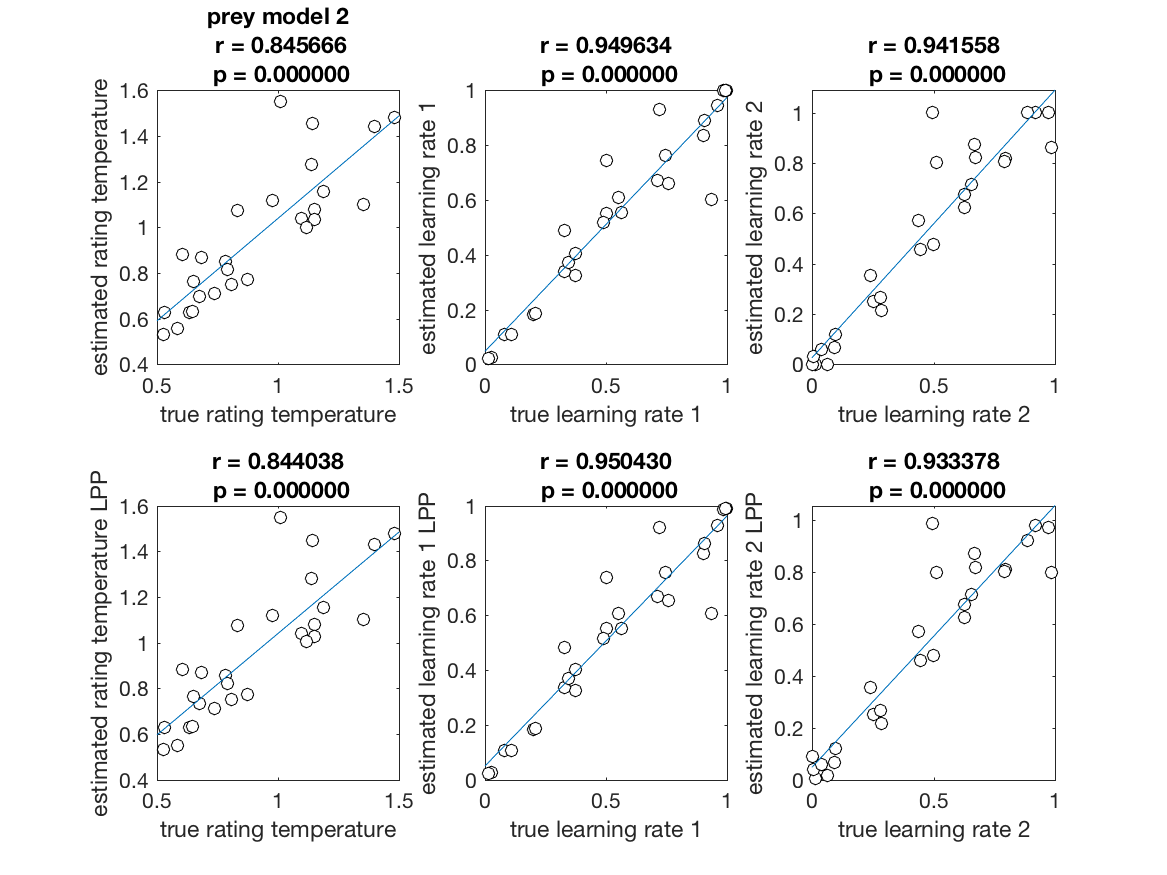 prey model 2
r = 0.845666
p = 0.000000
1.6
1.4
1.2
1
0.8
0.6
0.4
0.5
1
1.5
estimated rating temperature
true rating temperature
r = 0.949634
p = 0.000000
1
0.8
0.6
0.4
0.2
0
0
0.5
1
estimated learning rate 1
true learning rate 1
r = 0.941558
p = 0.000000
1
0.8
0.6
0.4
0.2
0
0
0.5
1
estimated learning rate 2
true learning rate 2
r = 0.844038
p = 0.000000
1.6
1.4
1.2
1
0.8
0.6
0.4
0.5
1
1.5
estimated rating temperature LPP
true rating temperature
r = 0.950430
p = 0.000000
1
0.8
0.6
0.4
0.2
0
0
0.5
1
estimated learning rate 1 LPP
true learning rate 1
r = 0.933378
p = 0.000000
1
0.8
0.6
0.4
0.2
0
0
0.5
1
estimated learning rate 2 LPP
true learning rate 2